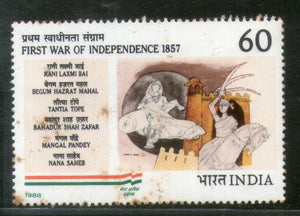 प्रथम स्वाधीनता संग्राम
FIRST WAR OF INDEPENDENCE 1857
60
रानी लक्ष्मी बाई
RANI LAXMI BAI
बेगम हज़रत महल
BEGUM HAZRAT MAHAL
तांत्या टोपे
TANTIA TOPE
बहादुर शाह ज़फ़र
BAHADUR SHAH ZAFAR
मंगल पाँडे
MANGAL PANDEY
नाना साहेब
NANA SAHEB
1988
भारत INDIA